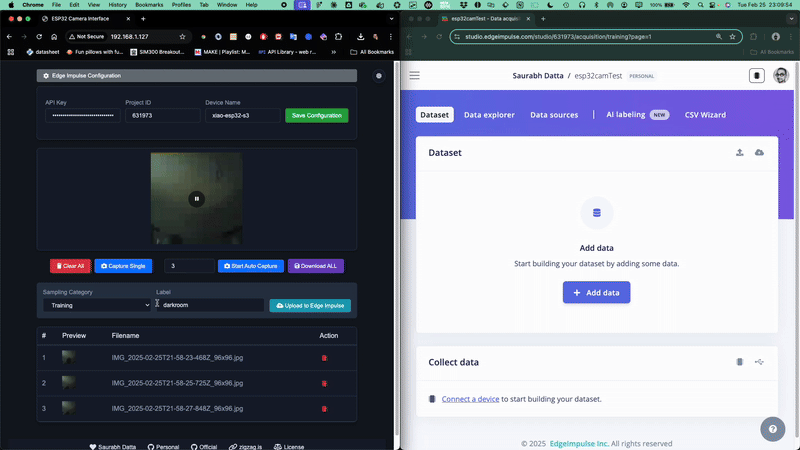 Chrome File Edit View History Bookmarks Profiles Tab Window Help
100%
Tue Feb 25 23:09:54
ESP32 Camera Interface
Not Secure 192.168.1.127
datasheet Fun pillows with fu... SIM300 Breakout... MAKE | Playlist: M... API Library - web r... » All Bookmarks
Edge Impulse Configuration
API Key Project ID Device Name
631973 xiao-esp32-s3 Save Configuration
Clear All Capture Single 3 Start Auto Capture Download ALL
Sampling Category Label
Training darkroom Upload to Edge Impulse
# Preview Filename Action
1 IMG_2025-02-25T21-58-23-468Z_96x96.jpg
2 IMG_2025-02-25T21-58-25-725Z_96x96.jpg
3 IMG_2025-02-25T21-58-27-848Z_96x96.jpg
Saurabh Datta Personal Official zigzag.is License
esp32camTest - Data acquisiti
studio.edgeimpulse.com/studio/631973/acquisition/training?page=1
All Bookmarks
Saurabh Datta / esp32camTest PERSONAL
Dataset Data explorer Data sources | AI labeling NEW CSV Wizard
Dataset
Add data
Start building your dataset by adding some data.
+ Add data
Collect data
Connect a device to start building your dataset.
© 2025 EdgeImpulse Inc. All rights reserved
?